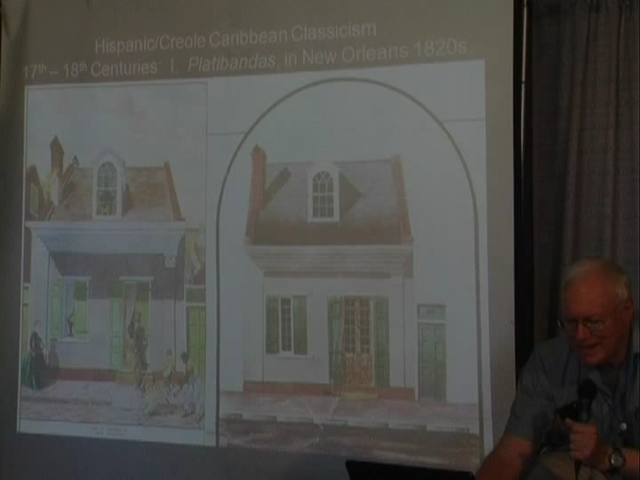 Hispanic/Creole Caribbean Classicism
17th – 18th Centuries: I. Platibandas, in New Orleans 1820s